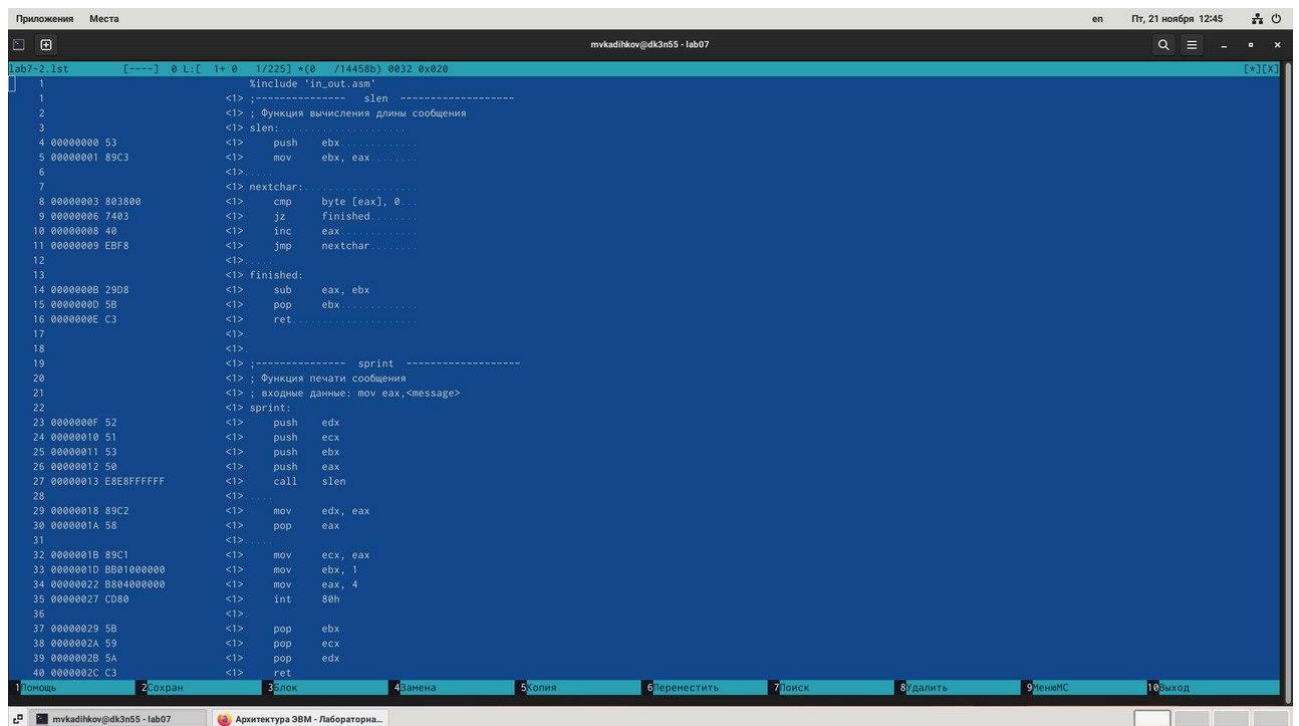 Приложения Места en Пт, 21 ноября 12:45
mvkadihkov@dk3n55 - lab07
lab7-2.lst [----] 0 L:[ 1+ 0 1/225] *(0 /14458b) 0032 0x020 [*][X]
1 %include 'in_out.asm'
1 <1> ;--------------- slen -------------------
2 <1> ; Функция вычисления длины сообщения
3 <1> slen:.....................
4 00000000 53 <1> push ebx.............
5 00000001 89C3 <1> mov ebx, eax........
6 <1>.....
7 <1> nextchar:...................
8 00000003 803800 <1> cmp byte [eax], 0...
9 00000006 7403 <1> jz finished........
10 00000008 40 <1> inc eax.............
11 00000009 EBF8 <1> jmp nextchar........
12 <1>.....
13 <1> finished:
14 0000000B 29D8 <1> sub eax, ebx
15 0000000D 5B <1> pop ebx.............
16 0000000E C3 <1> ret.....................
17 <1>.
18 <1>.
19 <1> ;--------------- sprint -------------------
20 <1> ; Функция печати сообщения
21 <1> ; входные данные: mov eax,<message>
22 <1> sprint:
23 0000000F 52 <1> push edx
24 00000010 51 <1> push ecx
25 00000011 53 <1> push ebx
26 00000012 50 <1> push eax
27 00000013 E8E8FFFFFF <1> call slen
28 <1>.....
29 00000018 89C2 <1> mov edx, eax
30 0000001A 58 <1> pop eax
31 <1>.....
32 0000001B 89C1 <1> mov ecx, eax
33 0000001D BB01000000 <1> mov ebx, 1
34 00000022 B804000000 <1> mov eax, 4
35 00000027 CD80 <1> int 80h
36 <1>.
37 00000029 5B <1> pop ebx
38 0000002A 59 <1> pop ecx
39 0000002B 5A <1> pop edx
40 0000002C C3 <1> ret
1Помощь 2Сохран 3Блок 4Замена 5Копия 6Переместить 7Поиск 8Удалить 9МенюMC 10Выход
mvkadihkov@dk3n55 - lab07 Архитектура ЭВМ - Лабораторна...